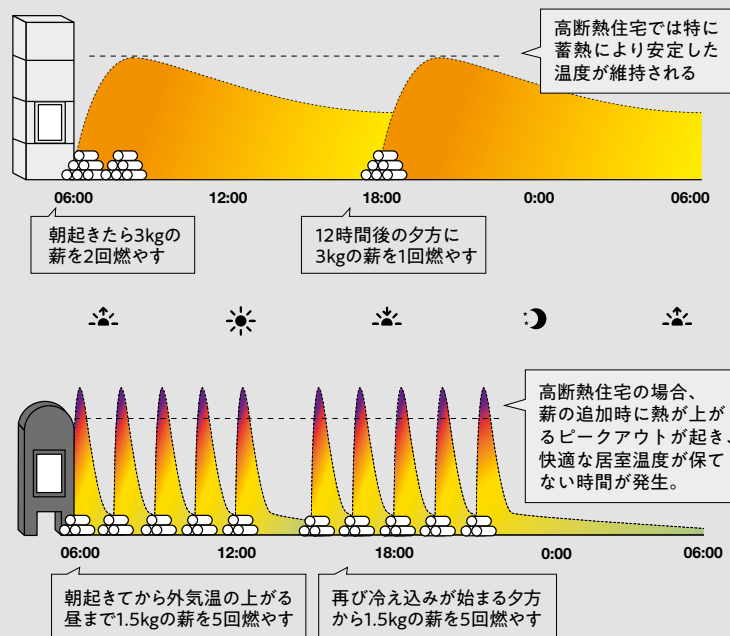 高断熱住宅では特に
蓄熱により安定した
温度が維持される
06:00
12:00
18:00
0:00
06:00
朝起きたら3kgの
薪を2回燃やす
12時間後の夕方に
3kgの薪を1回燃やす
高断熱住宅の場合、
薪の追加時に熱が上が
るピークアウトが起き、
快適な居室温度が保て
ない時間が発生。
06:00
12:00
18:00
0:00
06:00
朝起きてから外気温の上がる
昼まで1.5kgの薪を5回燃やす
再び冷え込みが始まる夕方
から1.5kgの薪を5回燃やす